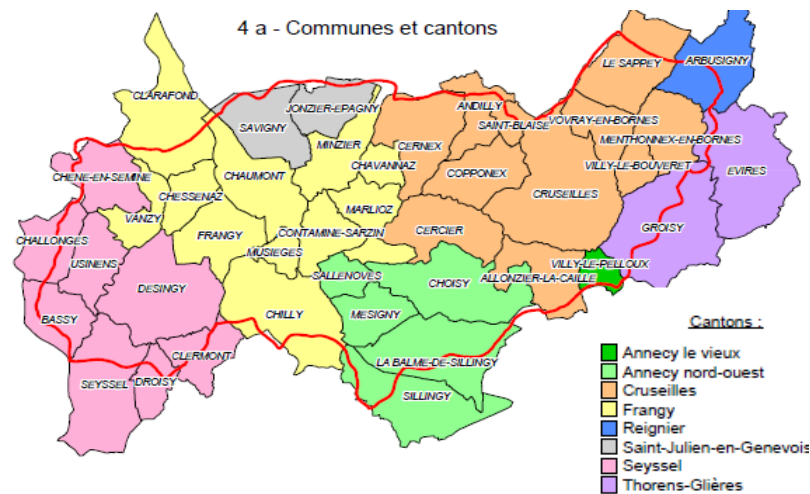 4 a - Communes et cantons
LE SAPPEY
ARBUSIGNY
CLARAFOND
JONZIER-EPAGNY
ANDILLY
SAVIGNY
SAINT-BLAISE
VOVRAY-EN-BORNES
MINZIER
CERNEX
MENTHONNEX-EN-BORNES
CHAVANNAZ
VILLY-LE-BOUVERET
EVIRES
CHENE-EN-SEMINE
CHAUMONT
COPPONEX
CHESSENAZ
CRUSEILLES
MARLIOZ
VANZY
GROISY
CONTAMINE-SARZIN
CERCIER
FRANGY
CHALLONGES
MUSIEGES
USINENS
VILLY-LE-PELLOUX
SALLENOVES
CHOISY
ALLONZIER-LA-CAILLE
DESINGY
MESIGNY
CHILLY
BASSY
CLERMONT
LA BALME-DE-SILLINGY
SEYSSEL
DROISY
SILLINGY
Cantons :
Annecy le vieux
Annecy nord-ouest
Cruseilles
Frangy
Reignier
Saint-Julien-en-Genevois
Seyssel
Thorens-Glières